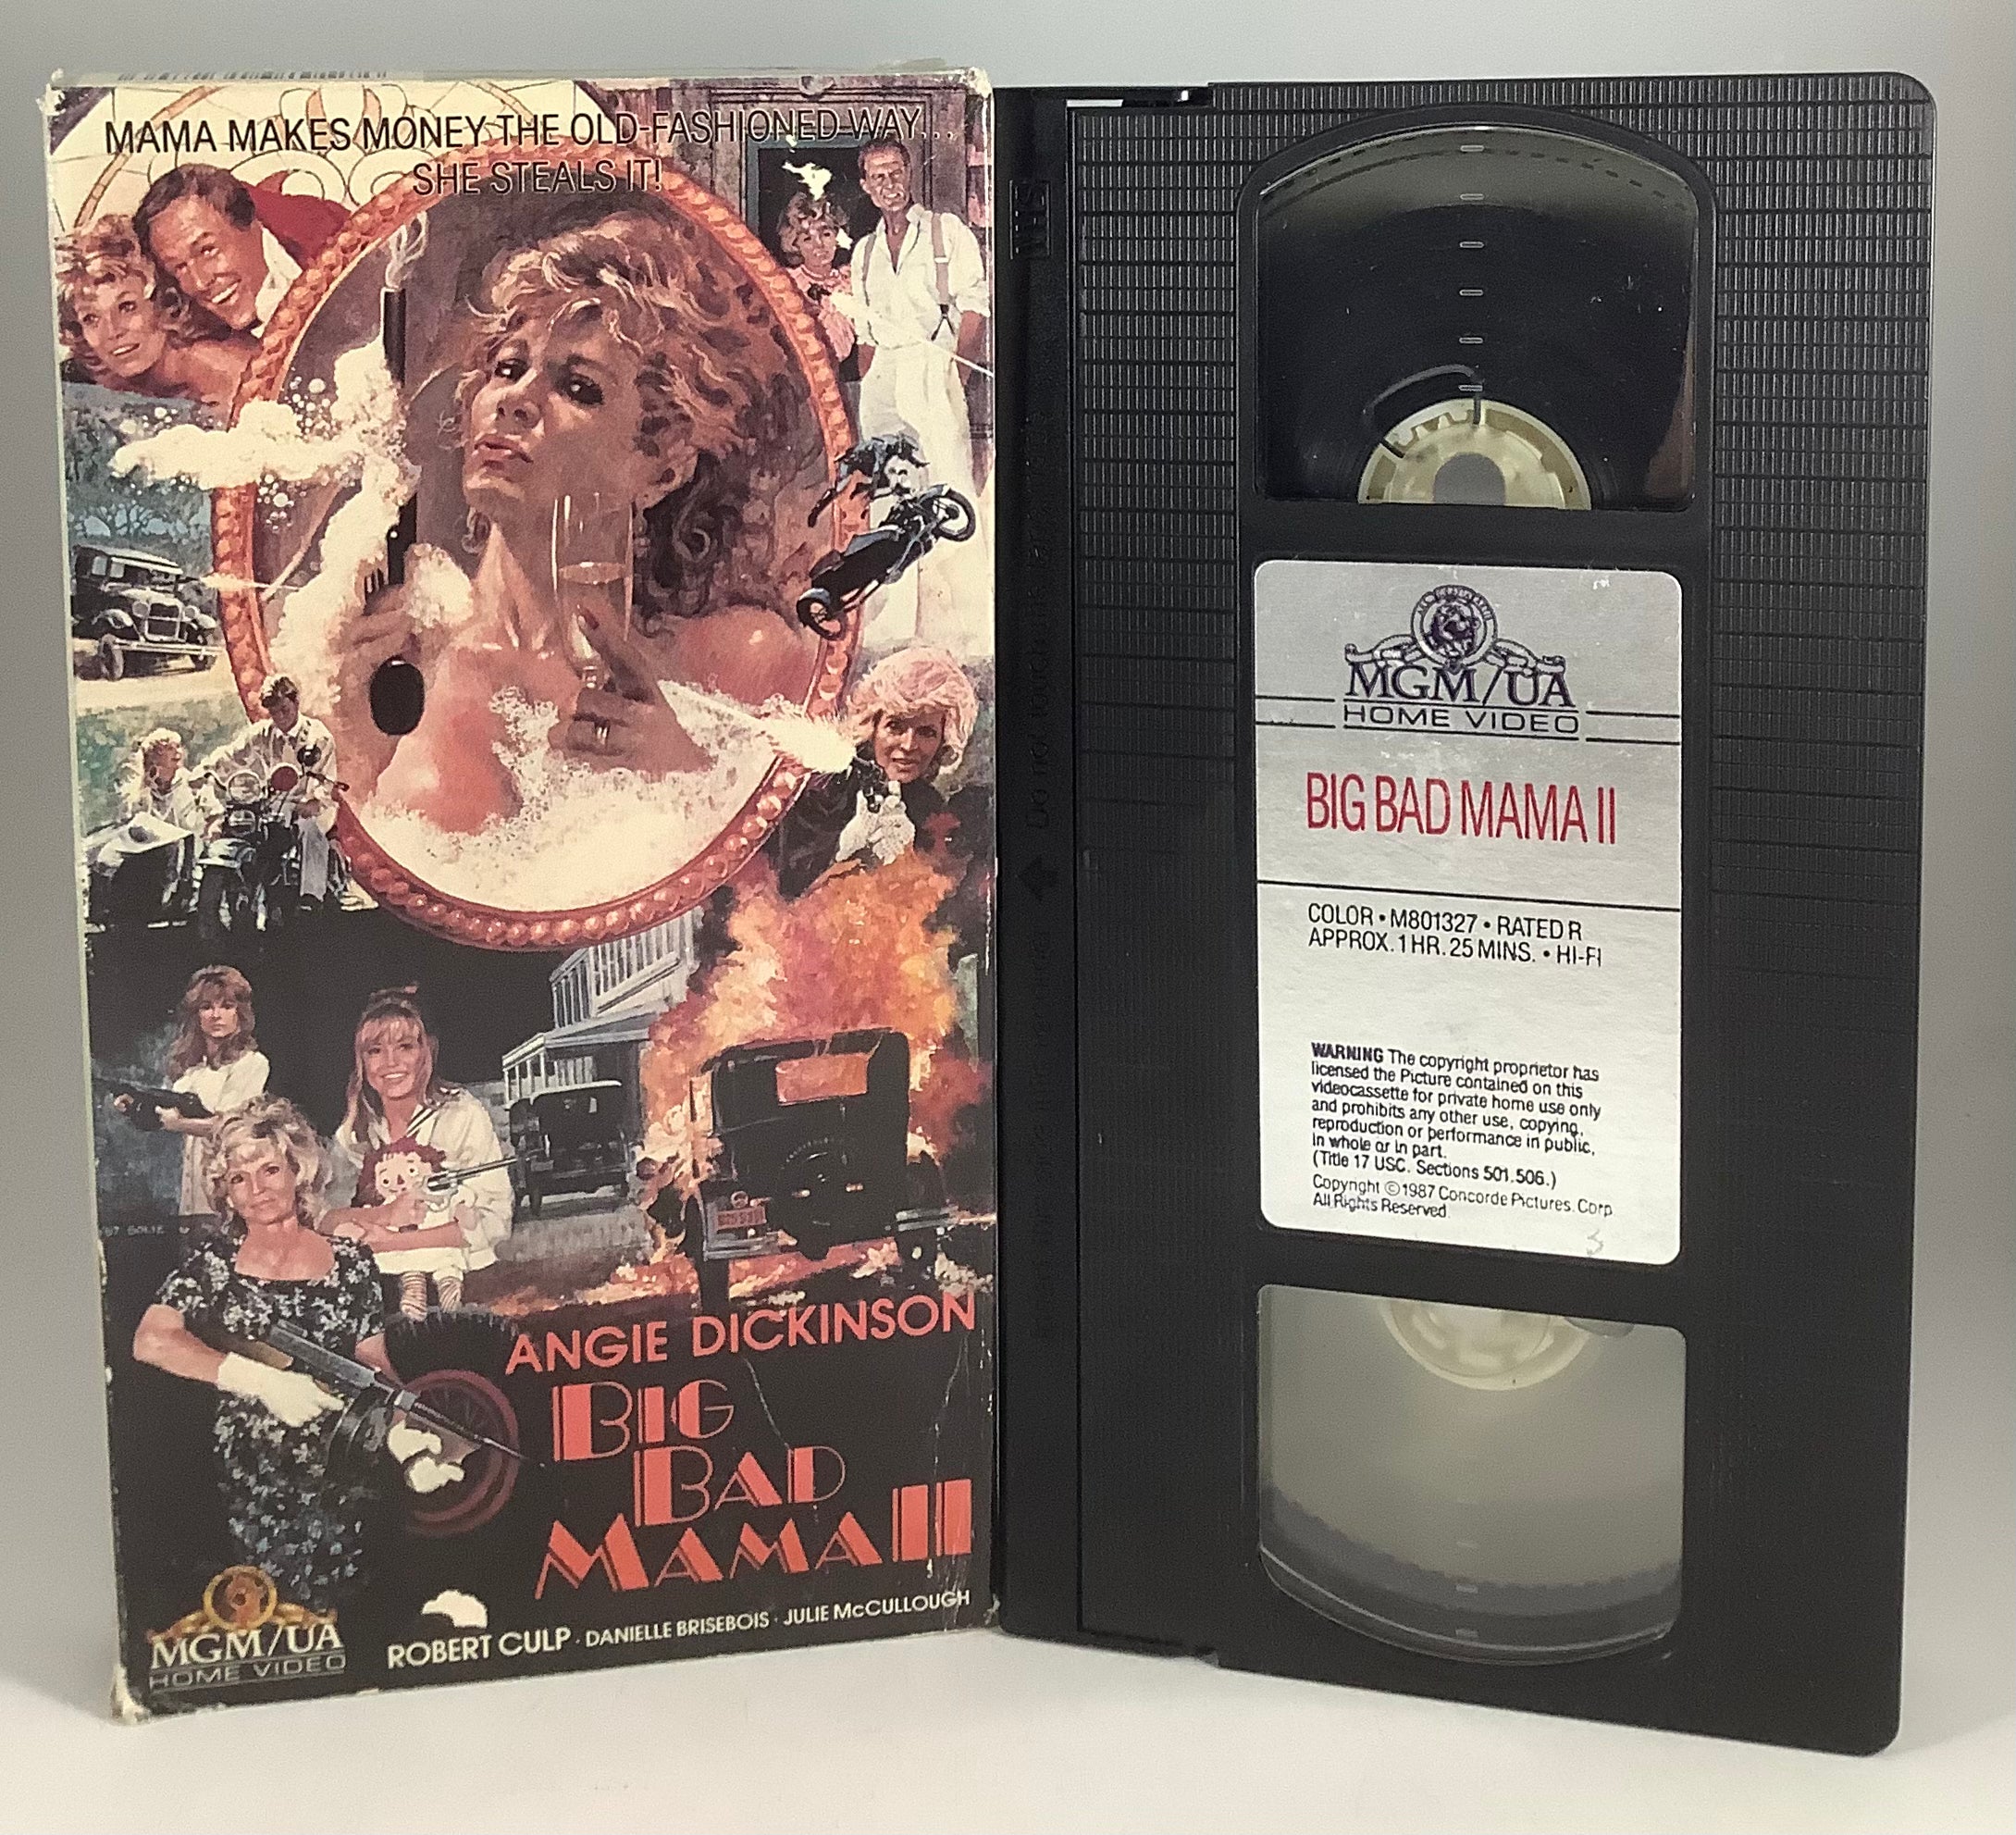 MAMA MAKES MONEY THE OLD-FASHIONED WAY...
SHE STEALS IT!
ANGIE DICKINSON
BIG
BAD
MAMA II
MGM/UA
HOME VIDEO
ROBERT CULP · DANIELLE BRISEBOIS · JULIE McCULLOUGH
VHS
MGM/UA
HOME VIDEO
BIG BAD MAMA II
COLOR • M801327 • RATED R
APPROX. 1 HR. 25 MINS. • HI-FI
WARNING The copyright proprietor has
licensed the Picture contained on this
videocassette for private home use only
and prohibits any other use, copying,
reproduction or performance in public,
in whole or in part.
(Title 17 USC. Sections 501.506.)
Copyright ©1987 Concorde Pictures. Corp
All Rights Reserved.